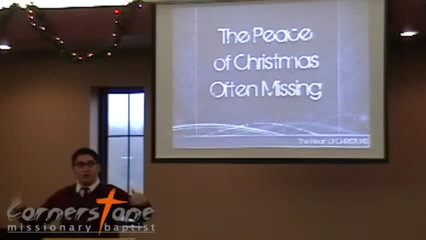 The Peace
of Christmas
Often Missing
The Heart of CHRISTMAS
Cornerstone
missionary baptist